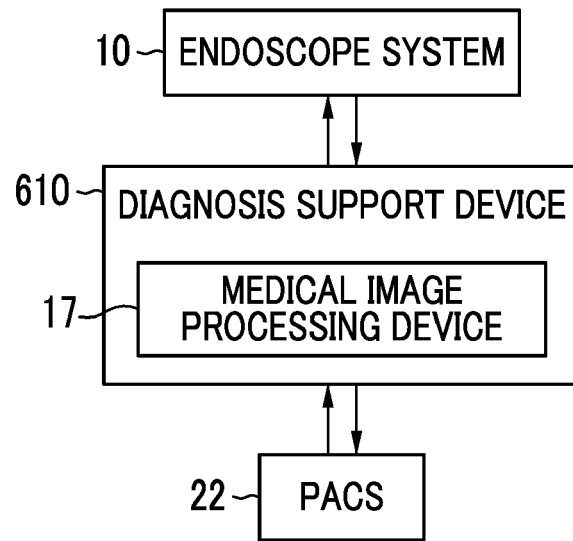 10
ENDOSCOPE SYSTEM
610
DIAGNOSIS SUPPORT DEVICE
17
MEDICAL IMAGE
PROCESSING DEVICE
22
PACS